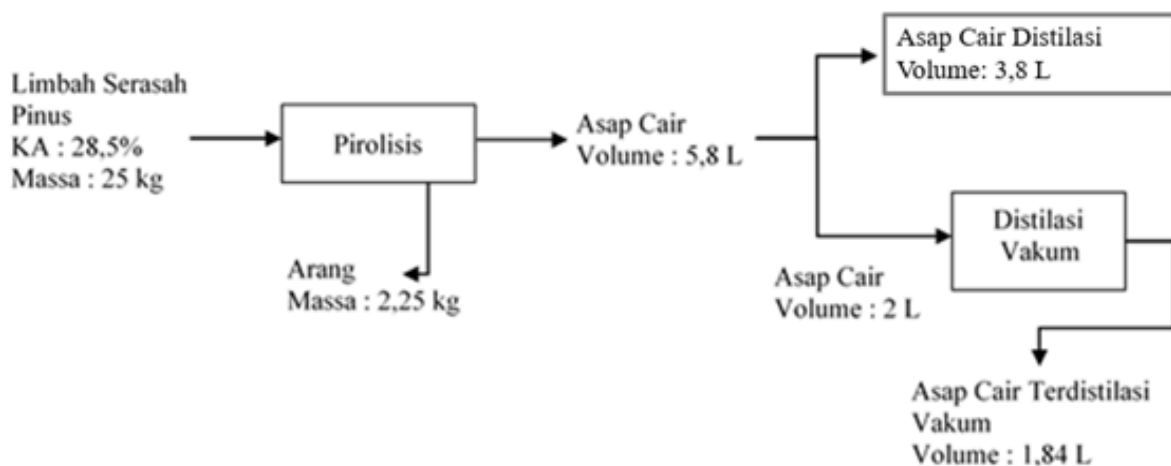 Limbah Serasah
Pinus
KA : 28,5%
Massa : 25 kg
Pirolisis
Arang
Massa : 2,25 kg
Asap Cair
Volume : 5,8 L
Asap Cair Distilasi
Volume: 3,8 L
Asap Cair
Volume : 2 L
Distilasi
Vakum
Asap Cair Terdistilasi
Vakum
Volume : 1,84 L